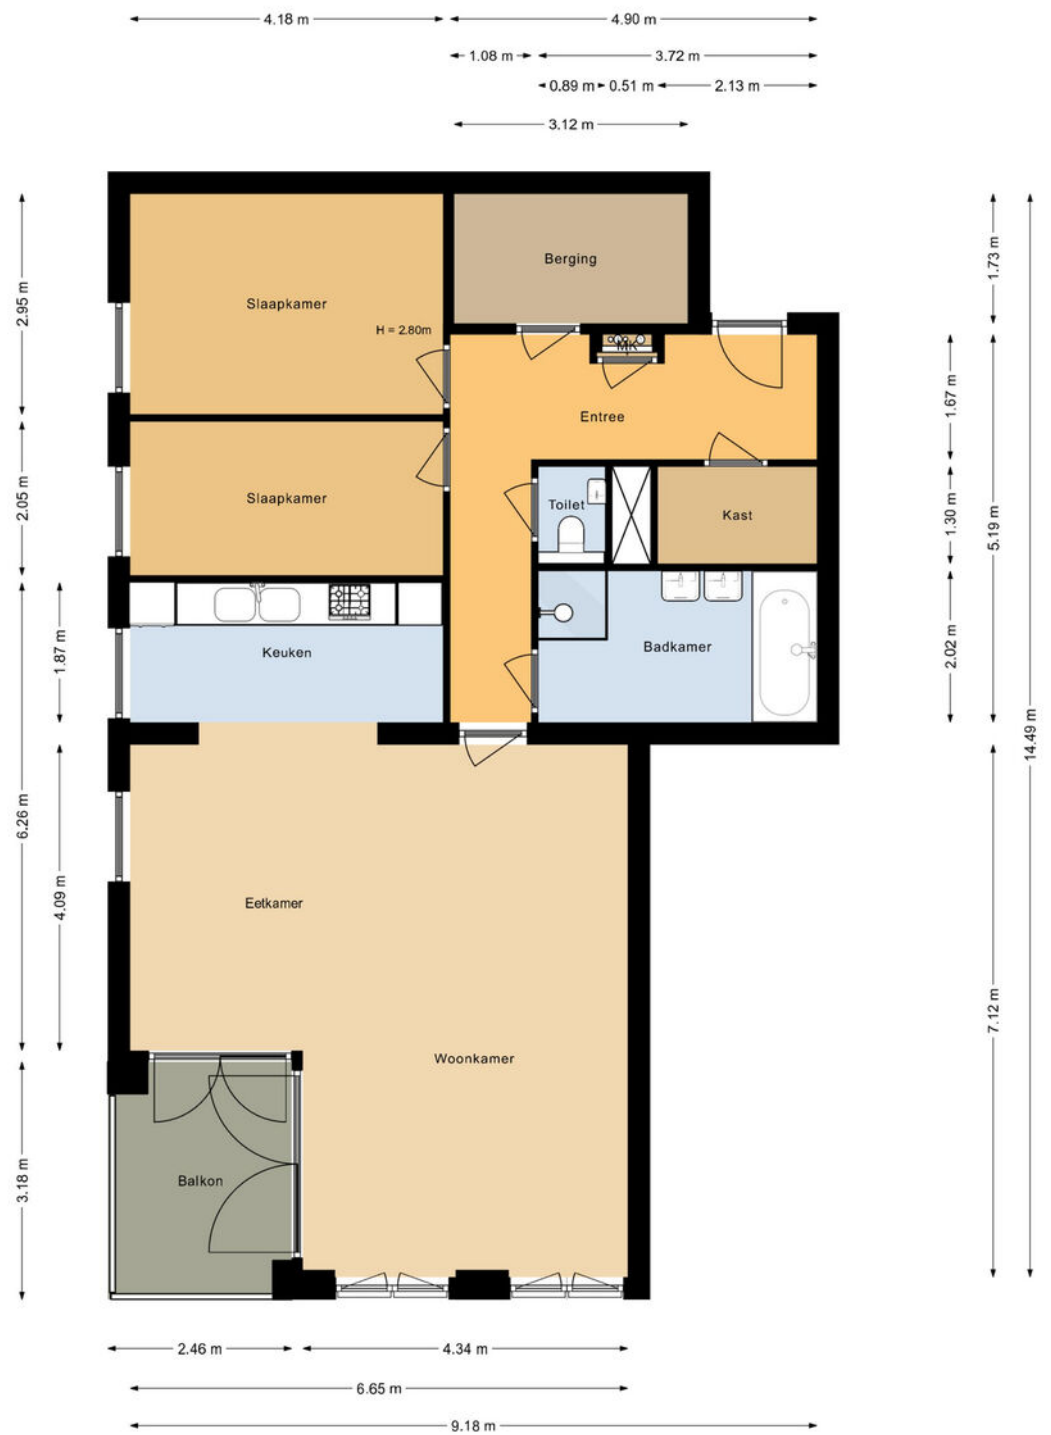 4.18 m
4.90 m
1.08 m
3.72 m
0.89 m
0.51 m
2.13 m
3.12 m
2.95 m
2.05 m
6.26 m
3.18 m
1.87 m
4.09 m
Slaapkamer
H = 2.80m
Berging
MK
Entree
Slaapkamer
Toilet
Kast
Keuken
Badkamer
Eetkamer
Woonkamer
Balkon
1.67 m
1.30 m
2.02 m
1.73 m
5.19 m
7.12 m
14.49 m
2.46 m
4.34 m
6.65 m
9.18 m